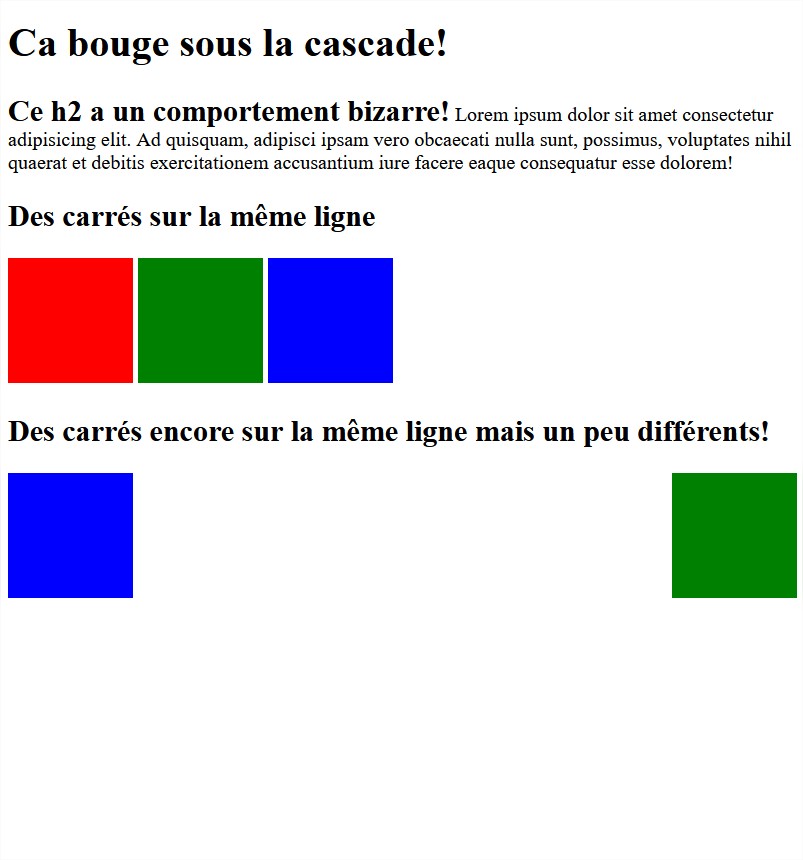 Ca bouge sous la cascade!
Ce h2 a un comportement bizarre! Lorem ipsum dolor sit amet consectetur
adipisicing elit. Ad quisquam, adipisci ipsam vero obcaecati nulla sunt, possimus, voluptates nihil
quaerat et debitis exercitationem accusantium iure facere eaque consequatur esse dolorem!
Des carrés sur la même ligne
Des carrés encore sur la même ligne mais un peu différents!